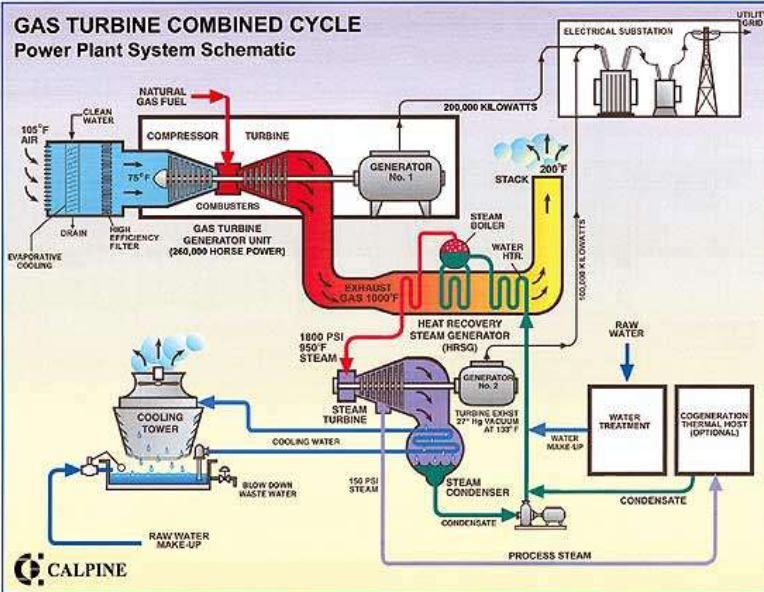 GAS TURBINE COMBINED CYCLE
Power Plant System Schematic
UTILITY
GRID
ELECTRICAL SUBSTATION
NATURAL
GAS FUEL
200,000 KILOWATTS
CLEAN
WATER
105°F
AIR
COMPRESSOR
TURBINE
75°F
GENERATOR
No. 1
COMBUSTERS
DRAIN
HIGH
EFFICIENCY
FILTER
EVAPORATIVE
COOLING
GAS TURBINE
GENERATOR UNIT
(260,000 HORSE POWER)
STACK
200°F
STEAM
BOILER
WATER
HTR.
EXHAUST
GAS 1000°F
HEAT RECOVERY
STEAM GENERATOR
(HRSG)
100,000 KILOWATTS
1800 PSI
950°F
STEAM
GENERATOR
No. 2
STEAM
TURBINE
TURBINE EXHST
27" Hg VACUUM
AT 133°F
RAW
WATER
WATER
TREATMENT
COGENERATION
THERMAL HOST
(OPTIONAL)
WATER
MAKE-UP
COOLING
TOWER
COOLING WATER
BLOW DOWN
WASTE WATER
150 PSI
STEAM
STEAM
CONDENSER
CONDENSATE
CONDENSATE
RAW WATER
MAKE-UP
PROCESS STEAM
CALPINE